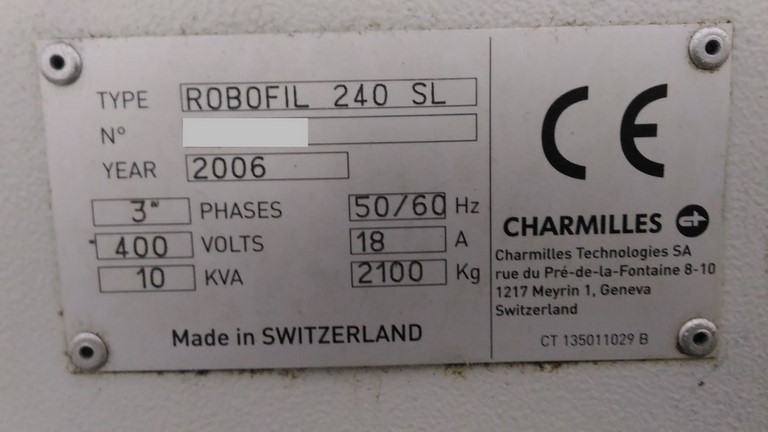 TYPE ROBOFIL 240 SL
N°
YEAR 2006
3~ PHASES 50/60 Hz
400 VOLTS 18 A
10 KVA 2100 Kg
Made in SWITZERLAND
CE
CHARMILLES
Charmilles Technologies SA
rue du Pré-de-la-Fontaine 8-10
1217 Meyrin 1, Geneva
Switzerland
CT 135011029 B